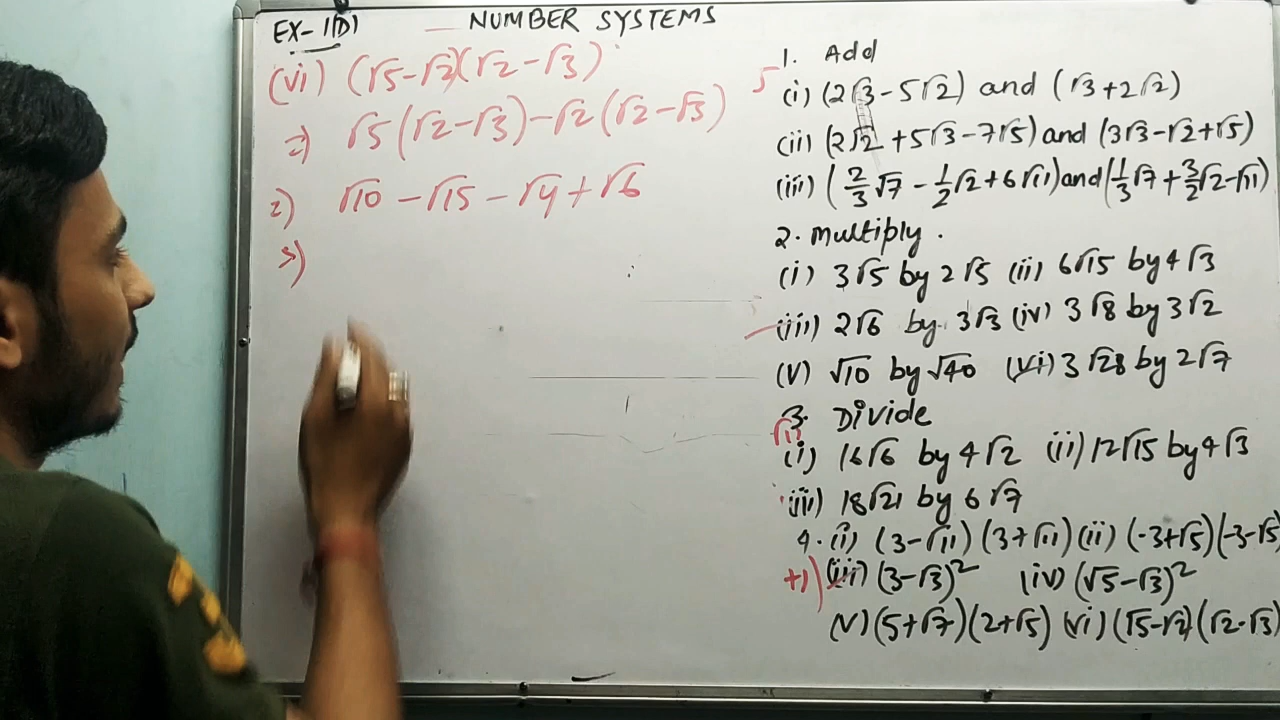 EX-1(D) NUMBER SYSTEMS
(vi) (√5-√2)(√2-√3)
⇒) √5(√2-√3)-√2(√2-√3)
⇒) √10-√15-√4+√6
⇒)
1. Add
5
(i) (2√3-5√2) and (√3+2√2)
(ii) (2√2+5√3-7√5) and (3√3-√2+√5)
(iii) (2/3√7-1/2√2+6√11) and (1/3√7+3/2√2-√11)
2. Multiply.
(i) 3√5 by 2√5 (ii) 6√15 by 4√3
(iii) 2√6 by 3√3 (iv) 3√8 by 3√2
(v) √10 by √40 (vi) 3√28 by 2√7
3. Divide
(i) 16√6 by 4√2 (ii) 12√15 by 4√3
(iii) 18√21 by 6√7
4. (i) (3-√11)(3+√11) (ii) (-3+√5)(-3-√5)
+1) (iii) (3-√3)² (iv) (√5-√3)²
(v) (5+√7)(2+√5) (vi) (√5-√2)(√2-√3)